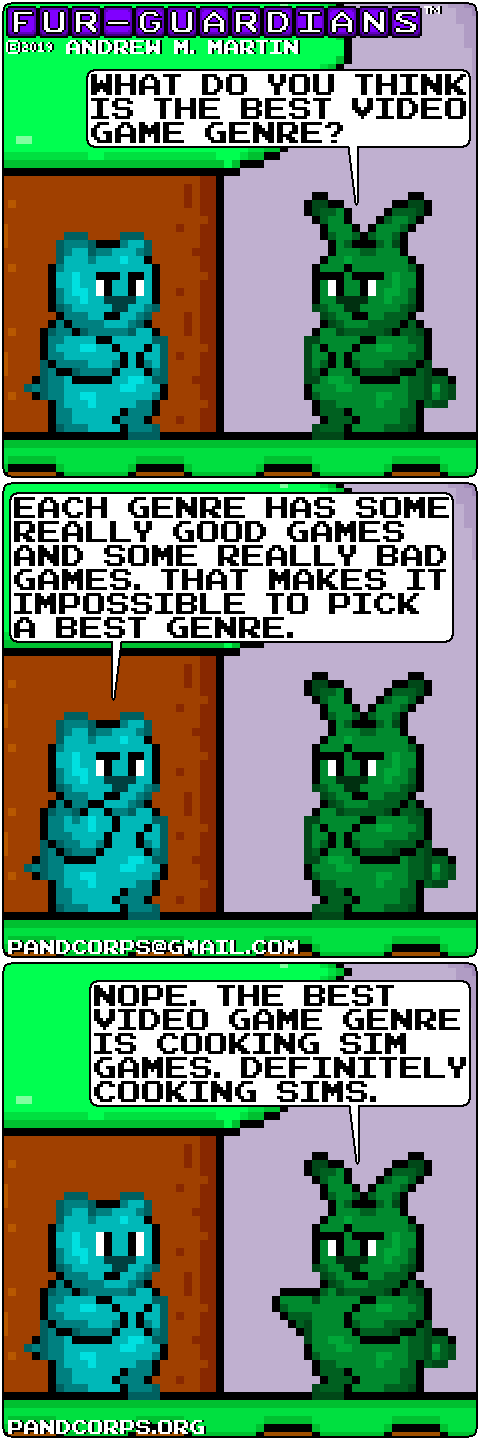 FUR-GUARDIANS™
©2019 ANDREW M. MARTIN
WHAT DO YOU THINK
IS THE BEST VIDEO
GAME GENRE?
EACH GENRE HAS SOME
REALLY GOOD GAMES
AND SOME REALLY BAD
GAMES. THAT MAKES IT
IMPOSSIBLE TO PICK
A BEST GENRE.
PANDCORPS@GMAIL.COM
NOPE. THE BEST
VIDEO GAME GENRE
IS COOKING SIM
GAMES. DEFINITELY
COOKING SIMS.
PANDCORPS.ORG